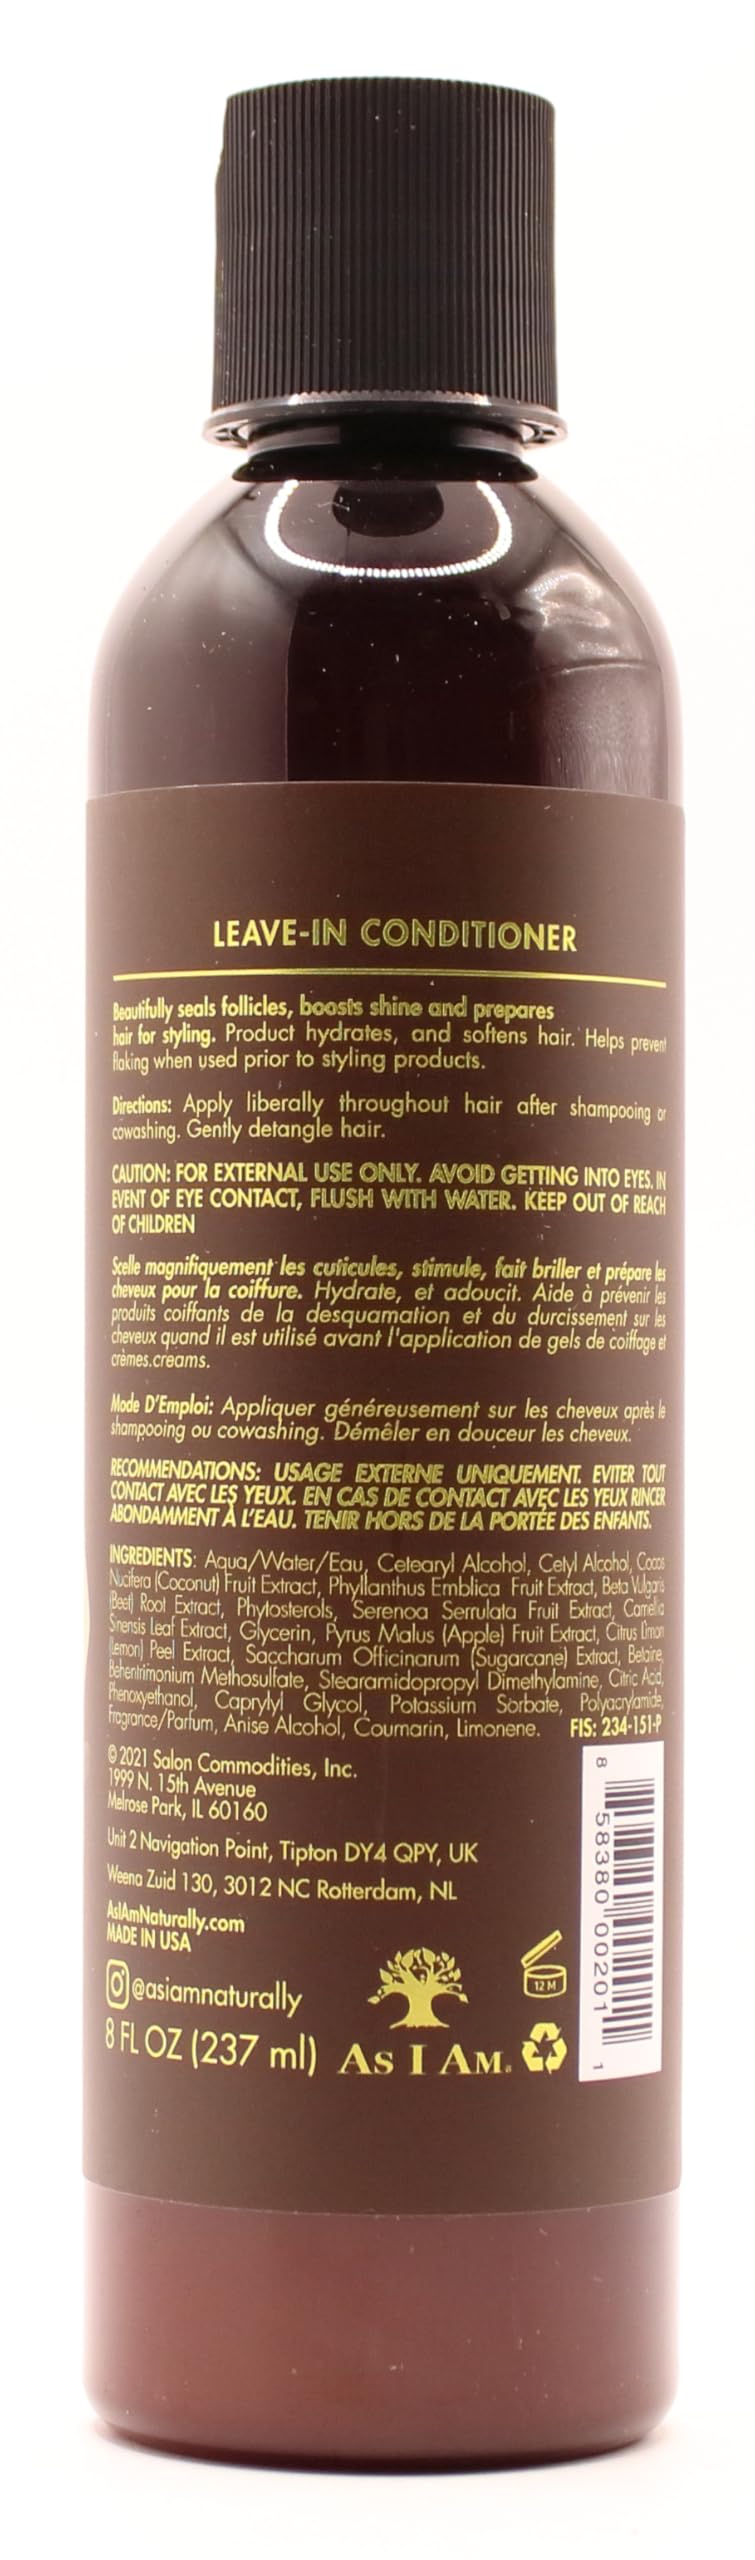 LEAVE-IN CONDITIONER
Beautifully seals follicles, boosts shine and prepares
hair for styling. Product hydrates, and softens hair. Helps prevent
flaking when used prior to styling products.
Directions: Apply liberally throughout hair after shampooing or
cowashing. Gently detangle hair.
CAUTION: FOR EXTERNAL USE ONLY. AVOID GETTING INTO EYES. IN
EVENT OF EYE CONTACT, FLUSH WITH WATER. KEEP OUT OF REACH
OF CHILDREN
Scelle magnifiquement les cuticules, stimule, fait briller et prépare les
cheveux pour la coiffure. Hydrate, et adoucit. Aide à prévenir les
produits coiffants de la desquamation et du durcissement sur les
cheveux quand il est utilisé avant l'application de gels de coiffage et
crèmes.creams.
Mode D'Emploi: Appliquer généreusement sur les cheveux après le
shampooing ou cowashing. Démêler en douceur les cheveux.
RECOMMENDATIONS: USAGE EXTERNE UNIQUEMENT. EVITER TOUT
CONTACT AVEC LES YEUX. EN CAS DE CONTACT AVEC LES YEUX RINCER
ABONDAMMENT À L'EAU. TENIR HORS DE LA PORTÉE DES ENFANTS.
INGREDIENTS: Aqua/Water/Eau, Cetearyl Alcohol, Cetyl Alcohol, Cocos
Nucifera (Coconut) Fruit Extract, Phyllanthus Emblica Fruit Extract, Beta Vulgaris
(Beet) Root Extract, Phytosterols, Serenoa Serrulata Fruit Extract, Camellia
Sinensis Leaf Extract, Glycerin, Pyrus Malus (Apple) Fruit Extract, Citrus Limon
(Lemon) Peel Extract, Saccharum Officinarum (Sugarcane) Extract, Betaine,
Behentrimonium Methosulfate, Stearamidopropyl Dimethylamine, Citric Acid,
Phenoxyethanol, Caprylyl Glycol, Potassium Sorbate, Polyacrylamide,
Fragrance/Parfum, Anise Alcohol, Coumarin, Limonene. FIS: 234-151-P
© 2021 Salon Commodities, Inc.
1999 N. 15th Avenue
Melrose Park, IL 60160
Unit 2 Navigation Point, Tipton DY4 QPY, UK
Weena Zuid 130, 3012 NC Rotterdam, NL
AsIAmNaturally.com
MADE IN USA
@asiamnaturally
8 FL OZ (237 ml)
AS I AM®
12 M
8 58380 00201 1